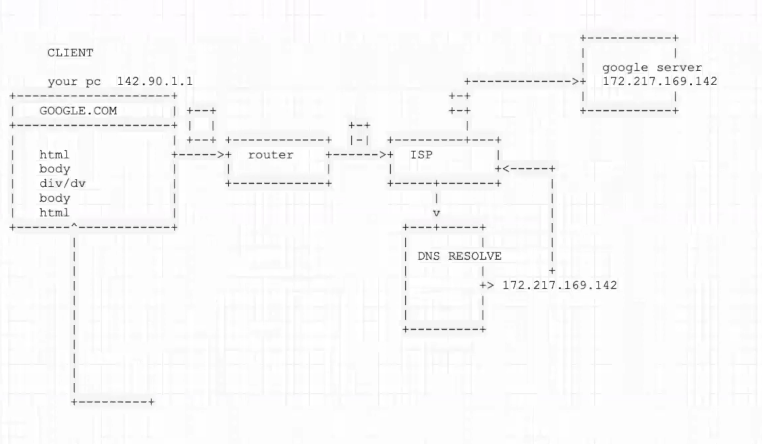 CLIENT
your pc 142.90.1.1
GOOGLE.COM
html
body
div/dv
body
html
router
ISP
google server
172.217.169.142
DNS RESOLVE
172.217.169.142